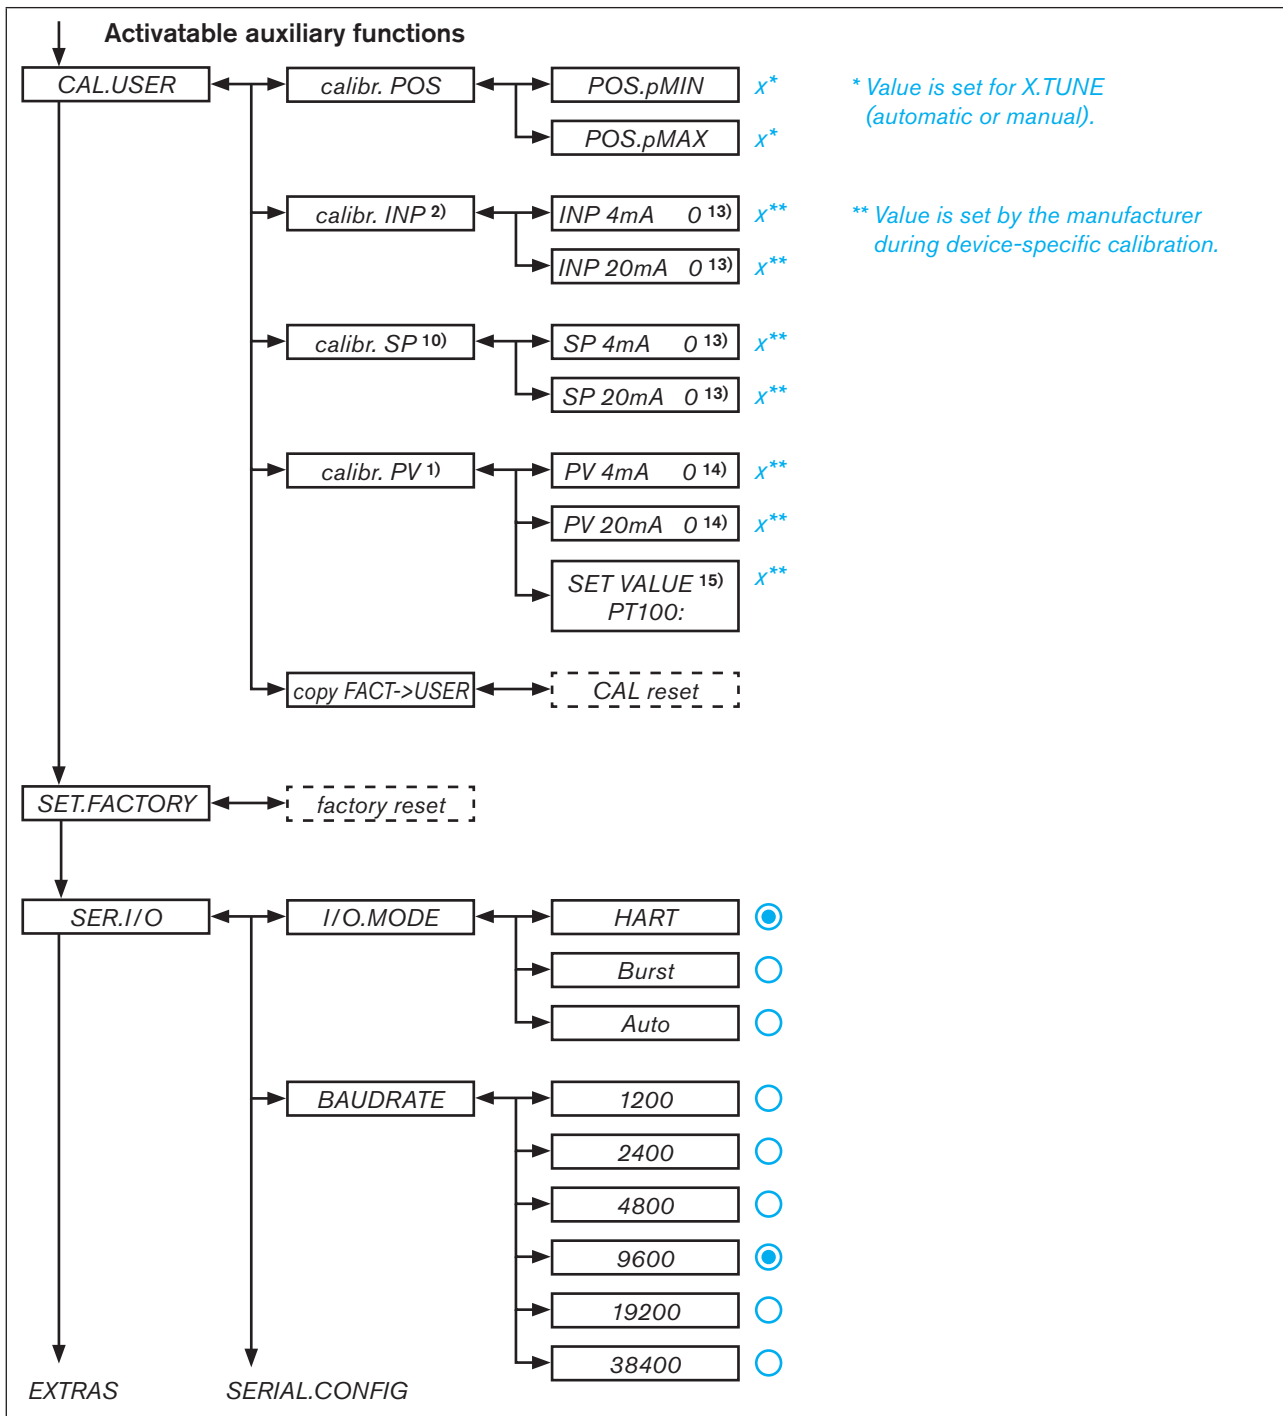 Activatable auxiliary functions
CAL.USER
calibr. POS
POS.pMIN
x*
* Value is set for X.TUNE
(automatic or manual).
POS.pMAX
x*
calibr. INP 2)
INP 4mA 0 13)
x**
** Value is set by the manufacturer
during device-specific calibration.
INP 20mA 0 13)
x**
calibr. SP 10)
SP 4mA 0 13)
x**
SP 20mA 0 13)
x**
calibr. PV 1)
PV 4mA 0 14)
x**
PV 20mA 0 14)
x**
SET VALUE 15)
PT100:
x**
copy FACT->USER
CAL reset
SET.FACTORY
factory reset
SER.I/O
I/O.MODE
HART
Burst
Auto
BAUDRATE
1200
2400
4800
9600
19200
38400
EXTRAS
SERIAL.CONFIG